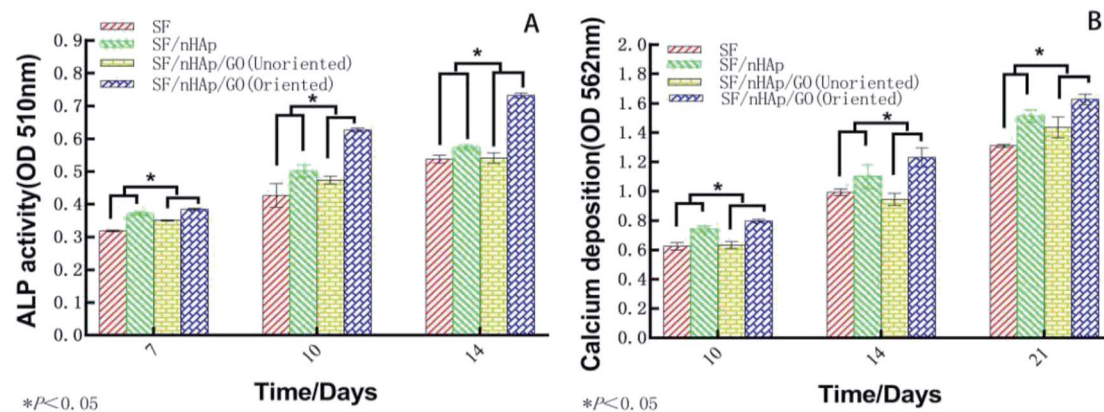 A
SF
SF/nHAp
SF/nHAp/GO(Unoriented)
SF/nHAp/GO(Oriented)
ALP activity(OD 510nm)
0.9
0.8
0.7
0.6
0.5
0.4
0.3
0.2
0.1
0.0
*
*
*
7
10
14
Time/Days
*P<0.05
B
SF
SF/nHAp
SF/nHAp/GO(Unoriented)
SF/nHAp/GO(Oriented)
Calcium deposition(OD 562nm)
2.0
1.8
1.6
1.4
1.2
1.0
0.8
0.6
0.4
0.2
0.0
*
*
*
10
14
21
Time/Days
*P<0.05